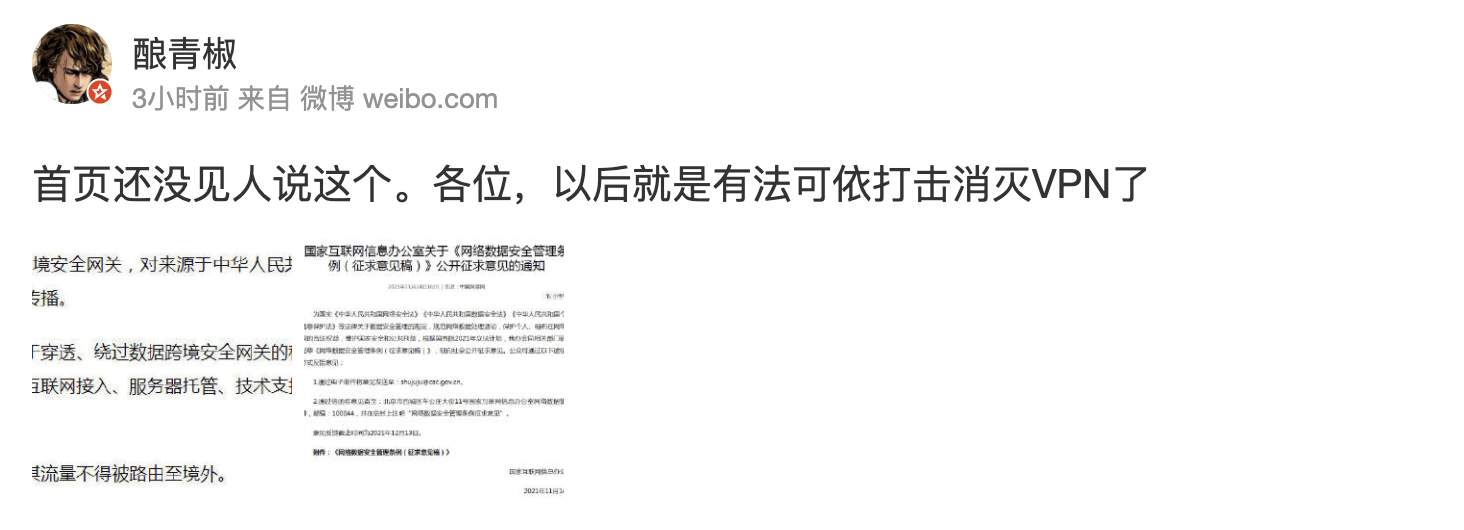 酿青椒
3小时前 来自 微博 weibo.com
首页还没见人说这个。各位，以后就是有法可依打击消灭VPN了
境安全网关，对来源于中华人民共
传播。
于穿透、绕过数据跨境安全网关的程
互联网接入、服务器托管、技术支持
其流量不得被路由至境外。
国家互联网信息办公室关于《网络数据安全管理条
例（征求意见稿）》公开征求意见的通知
为落实《中华人民共和国网络安全法》《中华人民共和国数据安全法》《中华人民共和国个
信息保护法》等法律关于数据安全管理的规定，规范网络数据处理活动，保护个人、组织在网络
的合法权益，维护国家安全和公共利益，根据国务院2021年立法计划，我办会同相关部门
《网络数据安全管理条例（征求意见稿）》，现向社会公开征求意见。公众可通过以下途
方式反馈意见：
1.通过电子邮件将意见发送至：shujuju@cac.gov.cn。
2.通过信函将意见寄至：北京市西城区车公庄大街11号国家互联网信息办公室网络数据管
，邮编：100044，并在信封上注明“网络数据安全管理条例征求意见”。
意见反馈截止时间为2021年12月13日。
附件：《网络数据安全管理条例（征求意见稿）》
国家互联网信息办公
2021年11月14